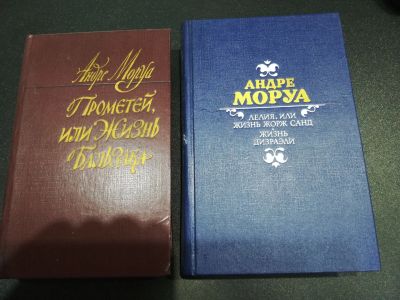 Андре Моруа
Прометей,
или Жизнь
Бальзака
АНДРЕ
МОРУА
ЛЕЛИЯ, ИЛИ
ЖИЗНЬ ЖОРЖ САНД
ЖИЗНЬ
ДИЗРАЭЛИ